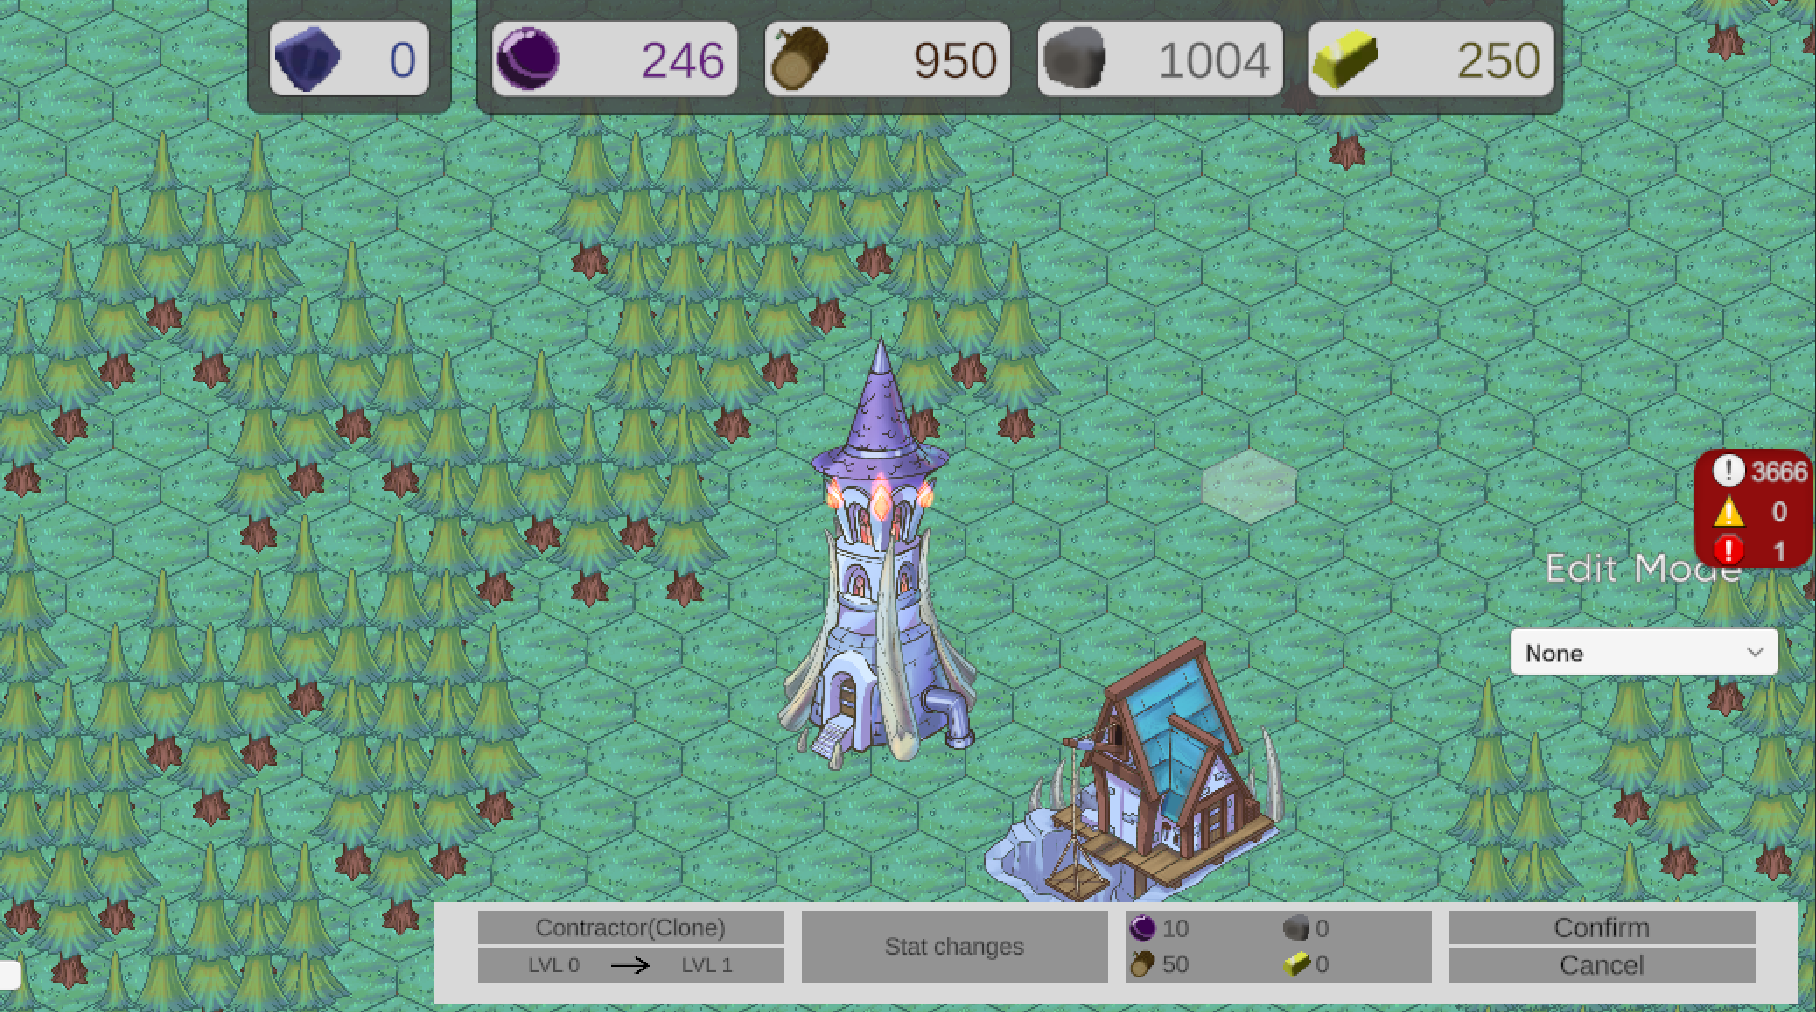 0
246
950
1004
250
3666
0
1
Edit Mode
None
Contractor(Clone)
LVL 0 → LVL 1
Stat changes
10
0
50
0
Confirm
Cancel